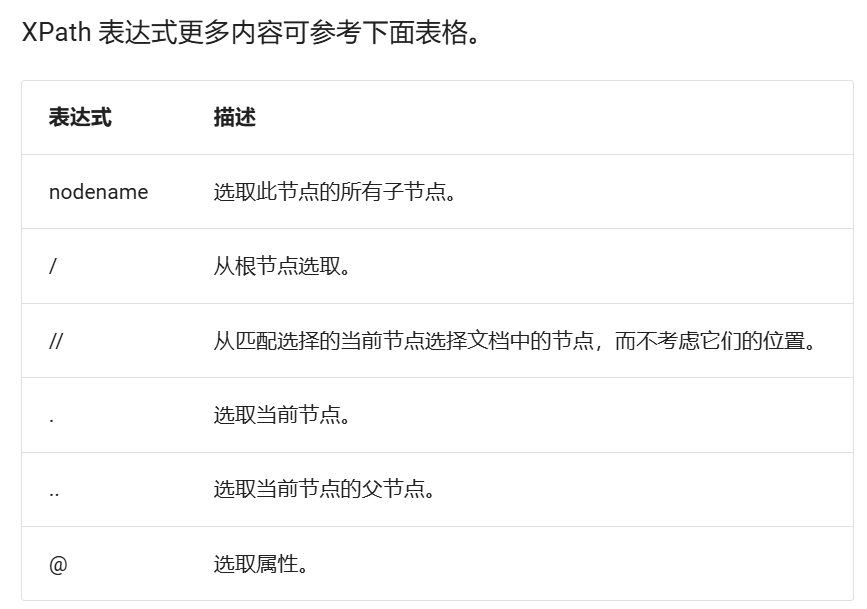 XPath 表达式更多内容可参考下面表格。
表达式 描述
nodename 选取此节点的所有子节点。
/ 从根节点选取。
// 从匹配选择的当前节点选择文档中的节点，而不考虑它们的位置。
. 选取当前节点。
.. 选取当前节点的父节点。
@ 选取属性。